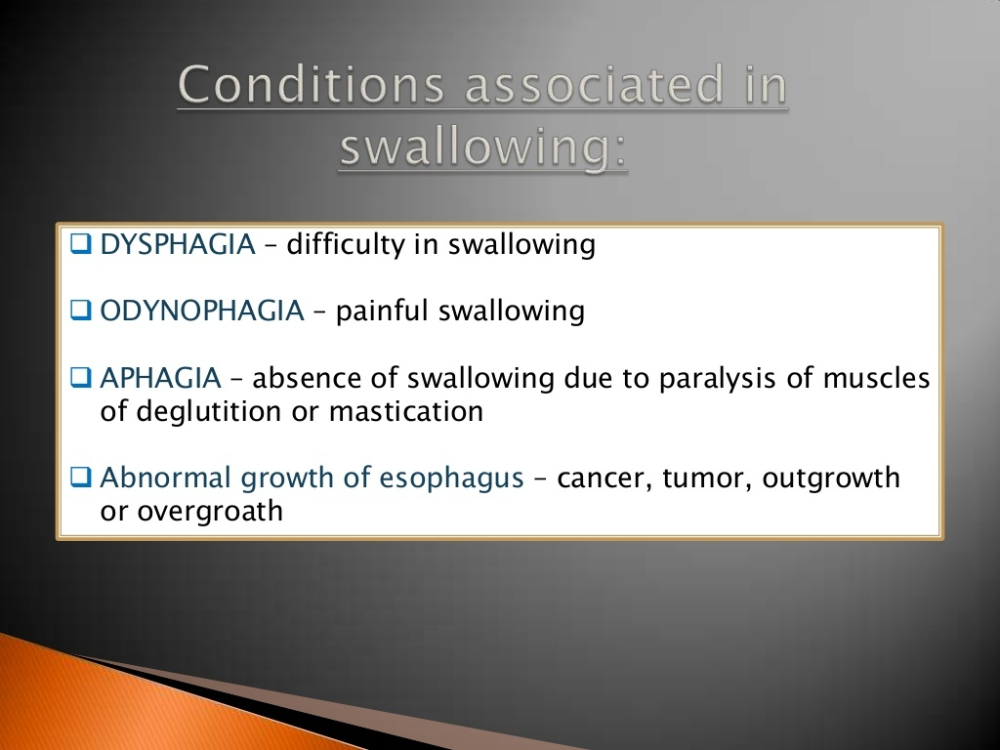 Conditions associated in
swallowing:
❑ DYSPHAGIA – difficulty in swallowing
❑ ODYNOPHAGIA – painful swallowing
❑ APHAGIA – absence of swallowing due to paralysis of muscles
of deglutition or mastication
❑ Abnormal growth of esophagus – cancer, tumor, outgrowth
or overgroath